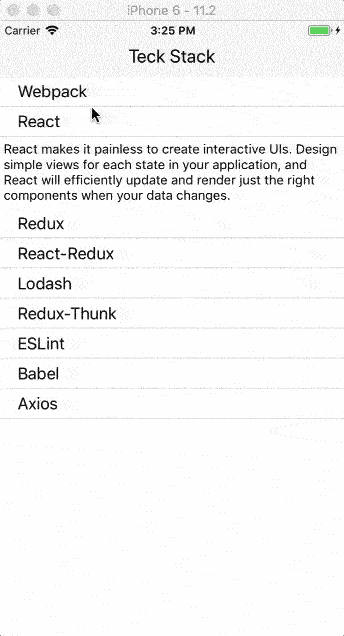 iPhone 6 - 11.2
Carrier 3:25 PM
Teck Stack
Webpack
React
React makes it painless to create interactive UIs. Design
simple views for each state in your application, and
React will efficiently update and render just the right
components when your data changes.
Redux
React-Redux
Lodash
Redux-Thunk
ESLint
Babel
Axios